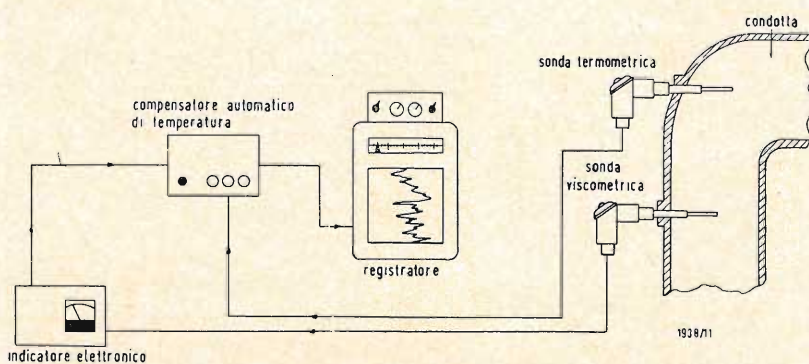 condotta
sonda termometrica
compensatore automatico
di temperatura
sonda
viscometrica
registratore
1938/11
indicatore elettronico